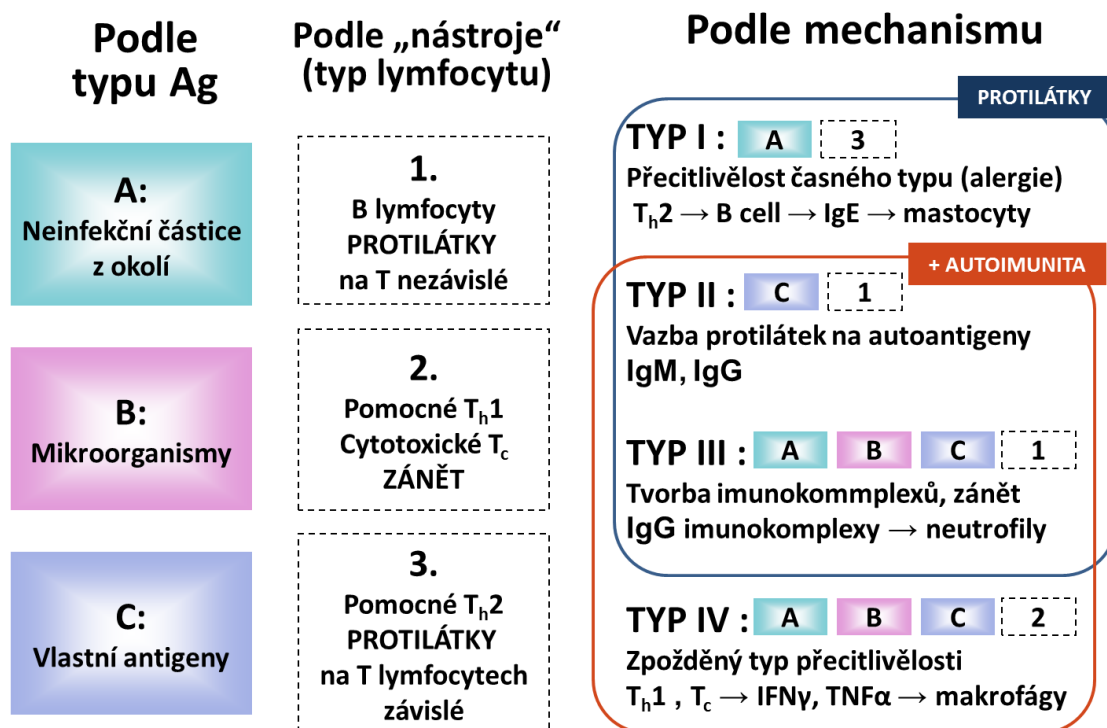 Podle
typu Ag
A:
Neinfekční částice
z okolí
B:
Mikroorganismy
C:
Vlastní antigeny
Podle „nástroje“
(typ lymfocytu)
1.
B lymfocyty
PROTILÁTKY
na T nezávislé
2.
Pomocné Tₕ1
Cytotoxické T꜀
ZÁNĚT
3.
Pomocné Tₕ2
PROTILÁTKY
na T lymfocytech
závislé
Podle mechanismu
PROTILÁTKY
TYP I : A 3
Přecitlivělost časného typu (alergie)
Tₕ2 → B cell → IgE → mastocyty
+ AUTOIMUNITA
TYP II : C 1
Vazba protilátek na autoantigeny
IgM, IgG
TYP III : A B C 1
Tvorba imunokommplexů, zánět
IgG imunokomplexy → neutrofily
TYP IV : A B C 2
Zpožděný typ přecitlivělosti
Tₕ1 , T꜀ → IFNγ, TNFα → makrofágy